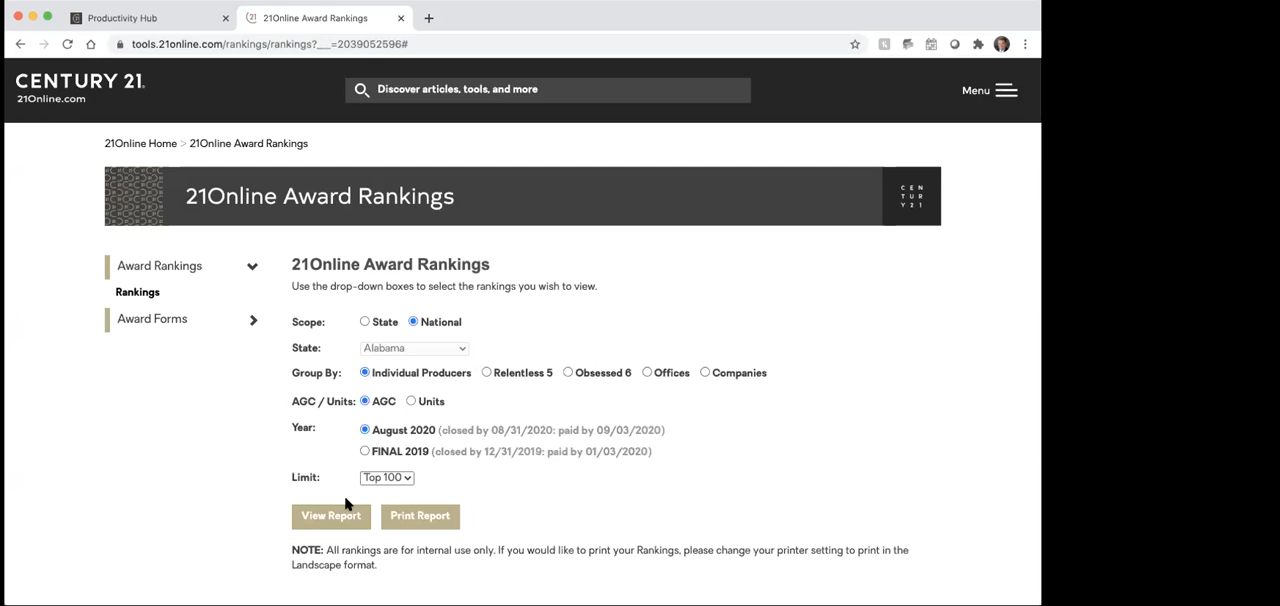 Productivity Hub
21Online Award Rankings
tools.21online.com/rankings/rankings?___=2039052596#
CENTURY 21.
21Online.com
Discover articles, tools, and more
Menu
21Online Home > 21Online Award Rankings
21Online Award Rankings
CEN
TUR
Y21
Award Rankings
Rankings
Award Forms
21Online Award Rankings
Use the drop-down boxes to select the rankings you wish to view.
Scope: State National
State: Alabama
Group By: Individual Producers Relentless 5 Obsessed 6 Offices Companies
AGC / Units: AGC Units
Year: August 2020 (closed by 08/31/2020: paid by 09/03/2020)
FINAL 2019 (closed by 12/31/2019: paid by 01/03/2020)
Limit: Top 100
View Report Print Report
NOTE: All rankings are for internal use only. If you would like to print your Rankings, please change your printer setting to print in the
Landscape format.